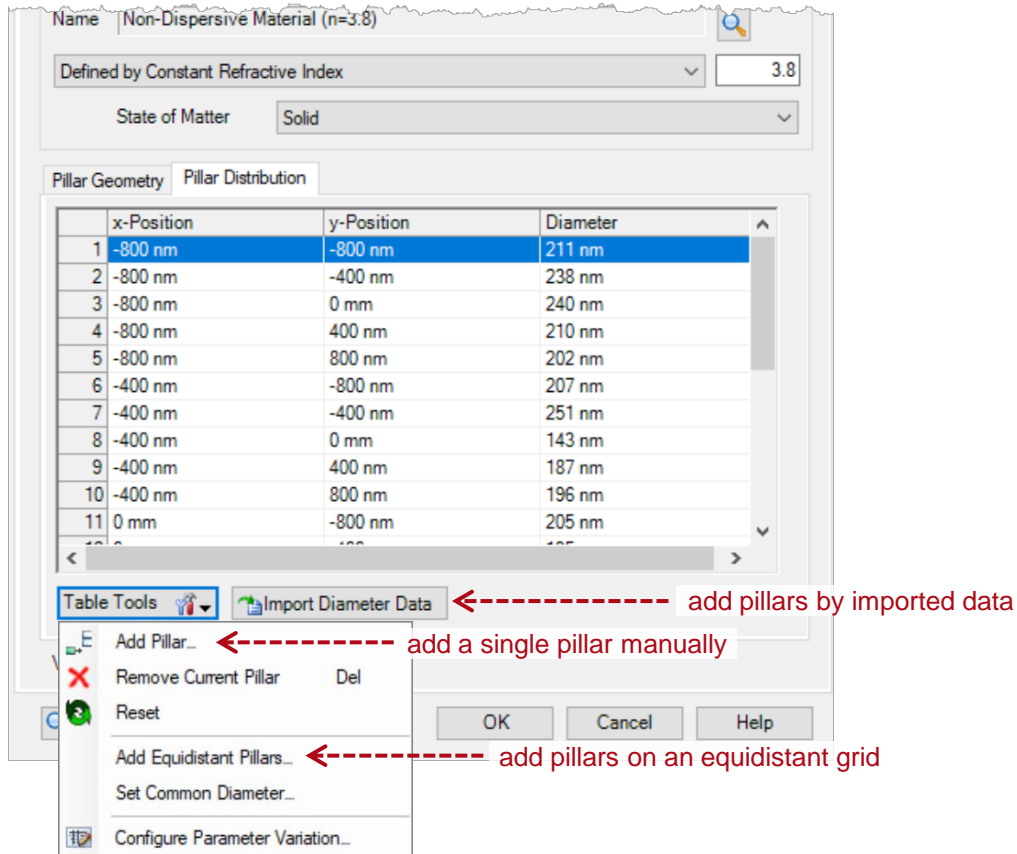 Name Non-Dispersive Material (n=3.8)
Defined by Constant Refractive Index 3.8
State of Matter Solid
Pillar Geometry Pillar Distribution
x-Position y-Position Diameter
1 -800 nm -800 nm 211 nm
2 -800 nm -400 nm 238 nm
3 -800 nm 0 mm 240 nm
4 -800 nm 400 nm 210 nm
5 -800 nm 800 nm 202 nm
6 -400 nm -800 nm 207 nm
7 -400 nm -400 nm 251 nm
8 -400 nm 0 mm 143 nm
9 -400 nm 400 nm 187 nm
10 -400 nm 800 nm 196 nm
11 0 mm -800 nm 205 nm
Table Tools Import Diameter Data add pillars by imported data
Add Pillar... add a single pillar manually
Remove Current Pillar Del
Reset
OK Cancel Help
Add Equidistant Pillars... add pillars on an equidistant grid
Set Common Diameter...
Configure Parameter Variation...